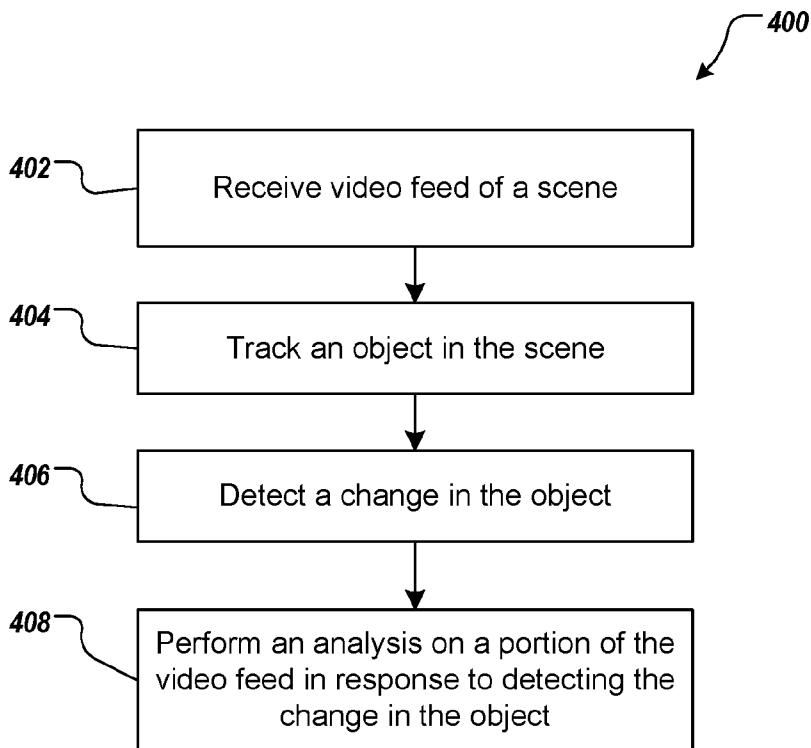 400
402
Receive video feed of a scene
404
Track an object in the scene
406
Detect a change in the object
408
Perform an analysis on a portion of the
video feed in response to detecting the
change in the object